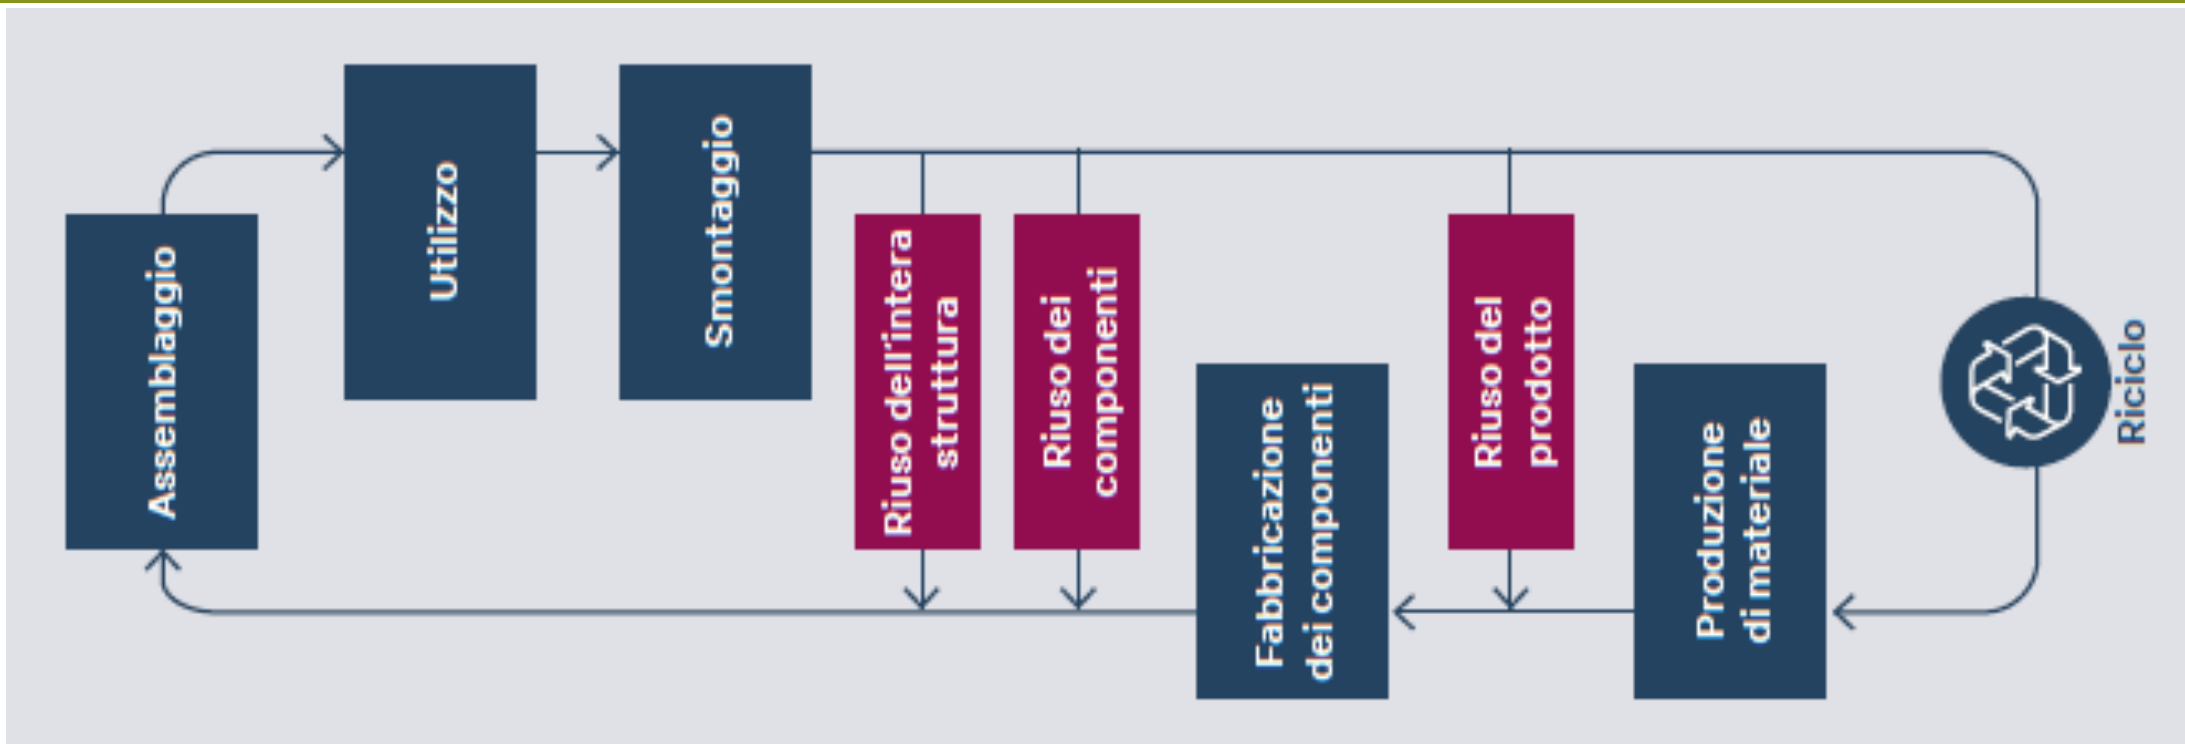 Assemblaggio
Utilizzo
Smontaggio
Riuso dell'intera
struttura
Riuso dei
componenti
Fabbricazione
dei componenti
Riuso del
prodotto
Produzione
di materiale
Riciclo